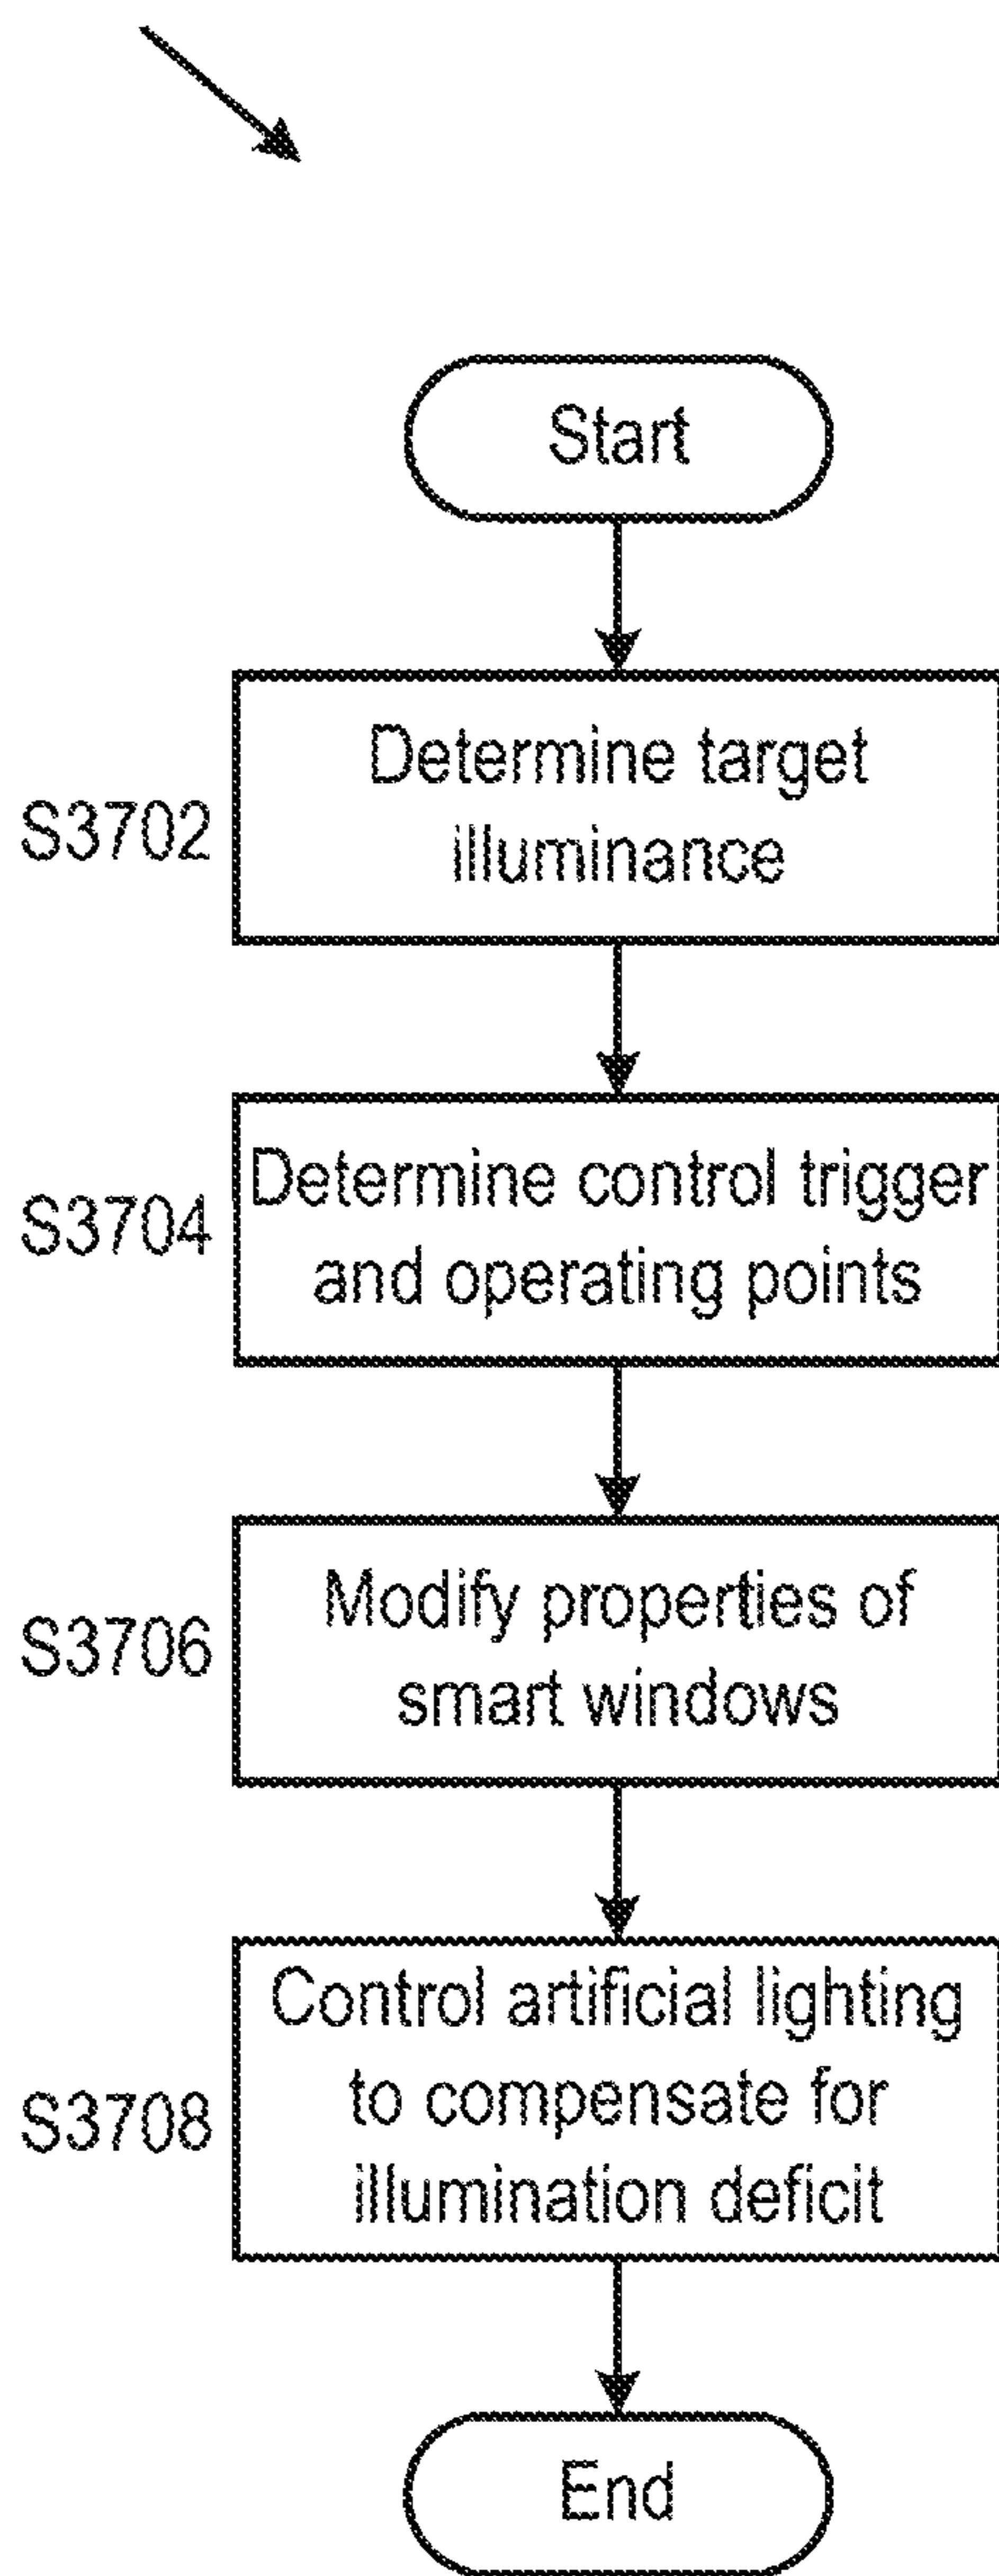 Start
S3702
Determine target
illuminance
S3704
Determine control trigger
and operating points
S3706
Modify properties of
smart windows
S3708
Control artificial lighting
to compensate for
illumination deficit
End